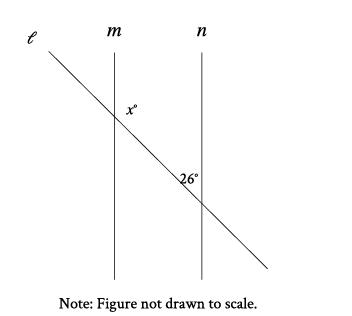 ℓ m n
x°
26°
Note: Figure not drawn to scale.